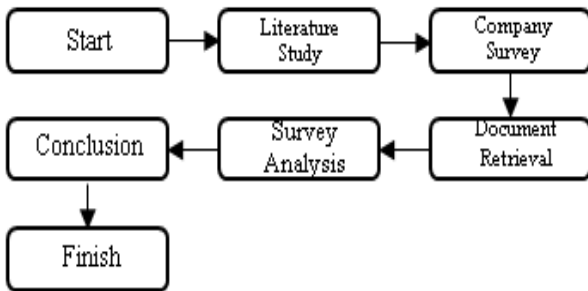 Start
Literature
Study
Company
Survey
Document
Retrieval
Survey
Analysis
Conclusion
Finish